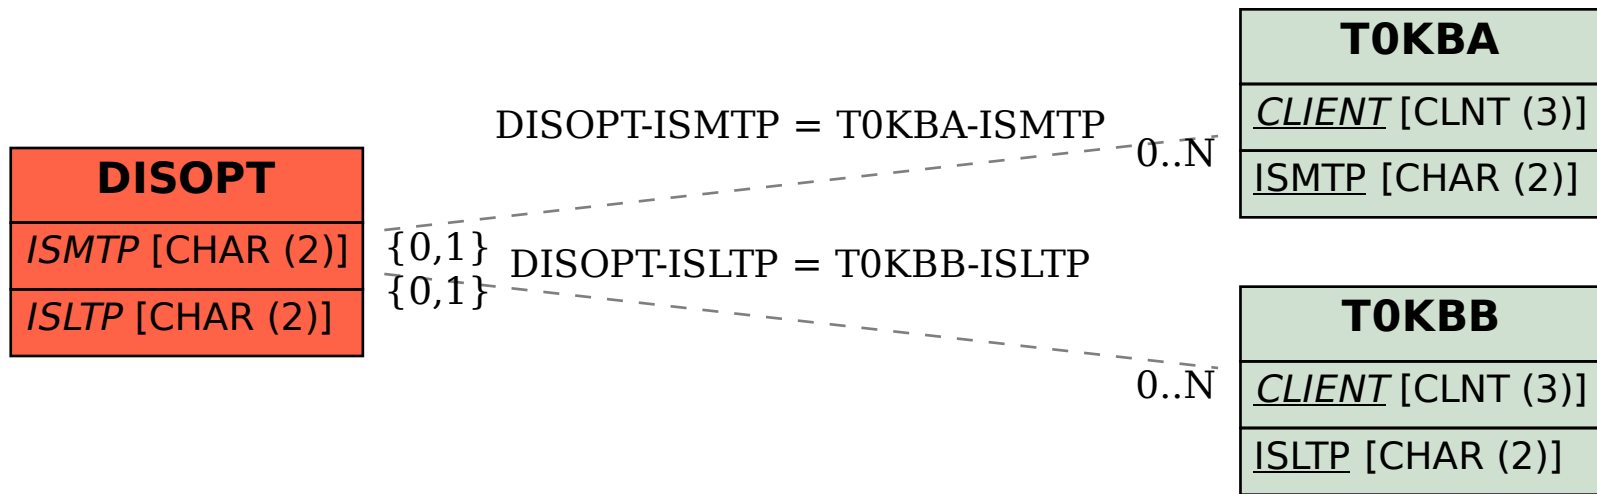 DISOPT
ISMTP [CHAR (2)]
ISLTP [CHAR (2)]
DISOPT-ISMTP = T0KBA-ISMTP
{0,1}
0..N
DISOPT-ISLTP = T0KBB-ISLTP
{0,1}
0..N
T0KBA
CLIENT [CLNT (3)]
ISMTP [CHAR (2)]
T0KBB
CLIENT [CLNT (3)]
ISLTP [CHAR (2)]